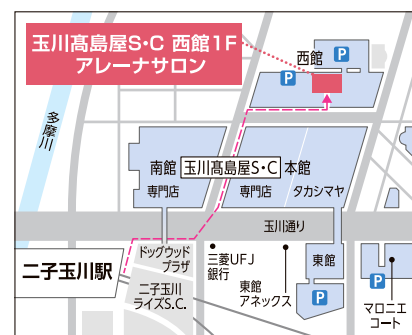 玉川髙島屋S・C 西館1F
アレーナサロン
西館
P
P
多摩川
南館
専門店
玉川髙島屋S・C
本館
専門店
タカシマヤ
玉川通り
ドッグウッド
プラザ
三菱UFJ
銀行
東館
二子玉川駅
二子玉川
ライズS.C.
東館
アネックス
P
P
マロニエ
コート